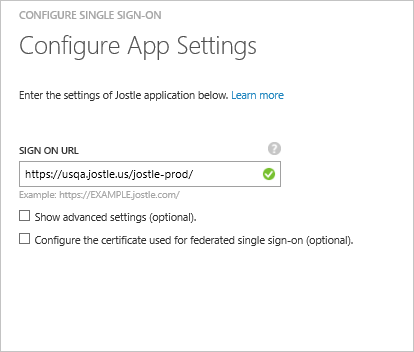 CONFIGURE SINGLE SIGN-ON
Configure App Settings
Enter the settings of Jostle application below. Learn more
SIGN ON URL
?
https://usqa.jostle.us/jostle-prod/
Example: https://EXAMPLE.jostle.com/
Show advanced settings (optional).
Configure the certificate used for federated single sign-on (optional).